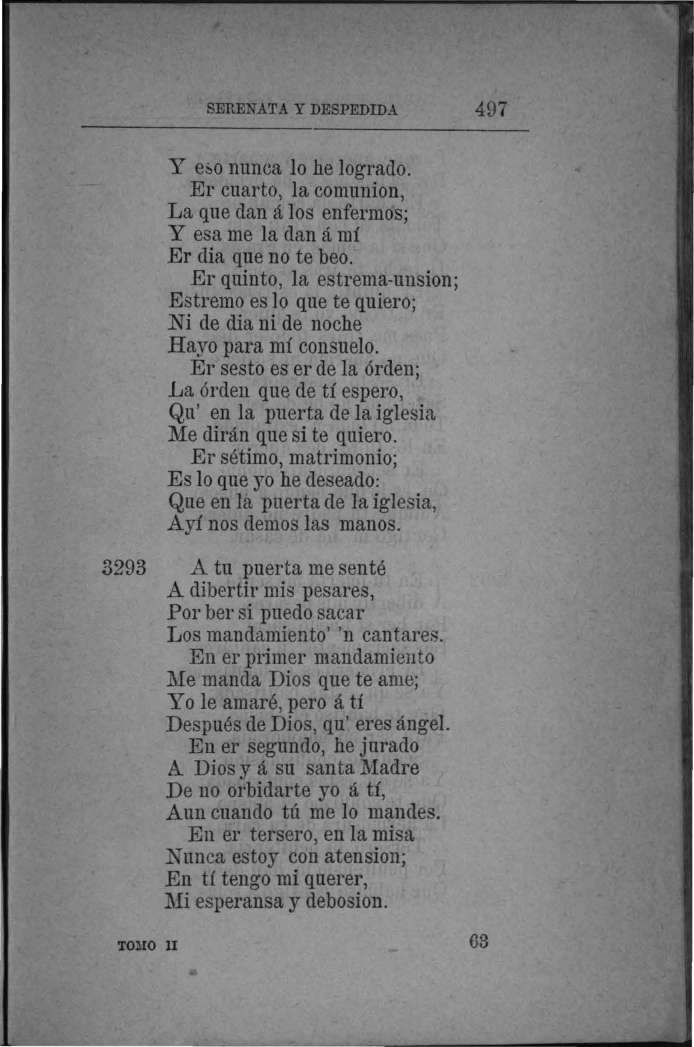 SERENATA Y DESPEDIDA 497
Y eso nunca lo he logrado.
Er cuarto, la comunion,
La que dan á los enfermos;
Y esa me la dan á mí
Er dia que no te beo.
Er quinto, la estrema-unsion;
Estremo es lo que te quiero;
Ni de dia ni de noche
Hayo para mí consuelo.
Er sesto es er de la órden;
La órden que de tí espero,
Qu' en la puerta de la iglesia
Me dirán que si te quiero.
Er sétimo, matrimonio;
Es lo que yo he deseado:
Que en la puerta de la iglesia,
Ayí nos demos las manos.
3293 A tu puerta me senté
A dibertir mis pesares,
Por ber si puedo sacar
Los mandamiento' 'n cantares.
En er primer mandamiento
Me manda Dios que te ame;
Yo le amaré, pero á tí
Después de Dios, qu' eres ángel.
En er segundo, he jurado
A Dios y á su santa Madre
De no orbidarte yo á tí,
Aun cuando tú me lo mandes.
En er tersero, en la misa
Nunca estoy con atension;
En tí tengo mi querer,
Mi esperansa y debosion.
TOMO II 63